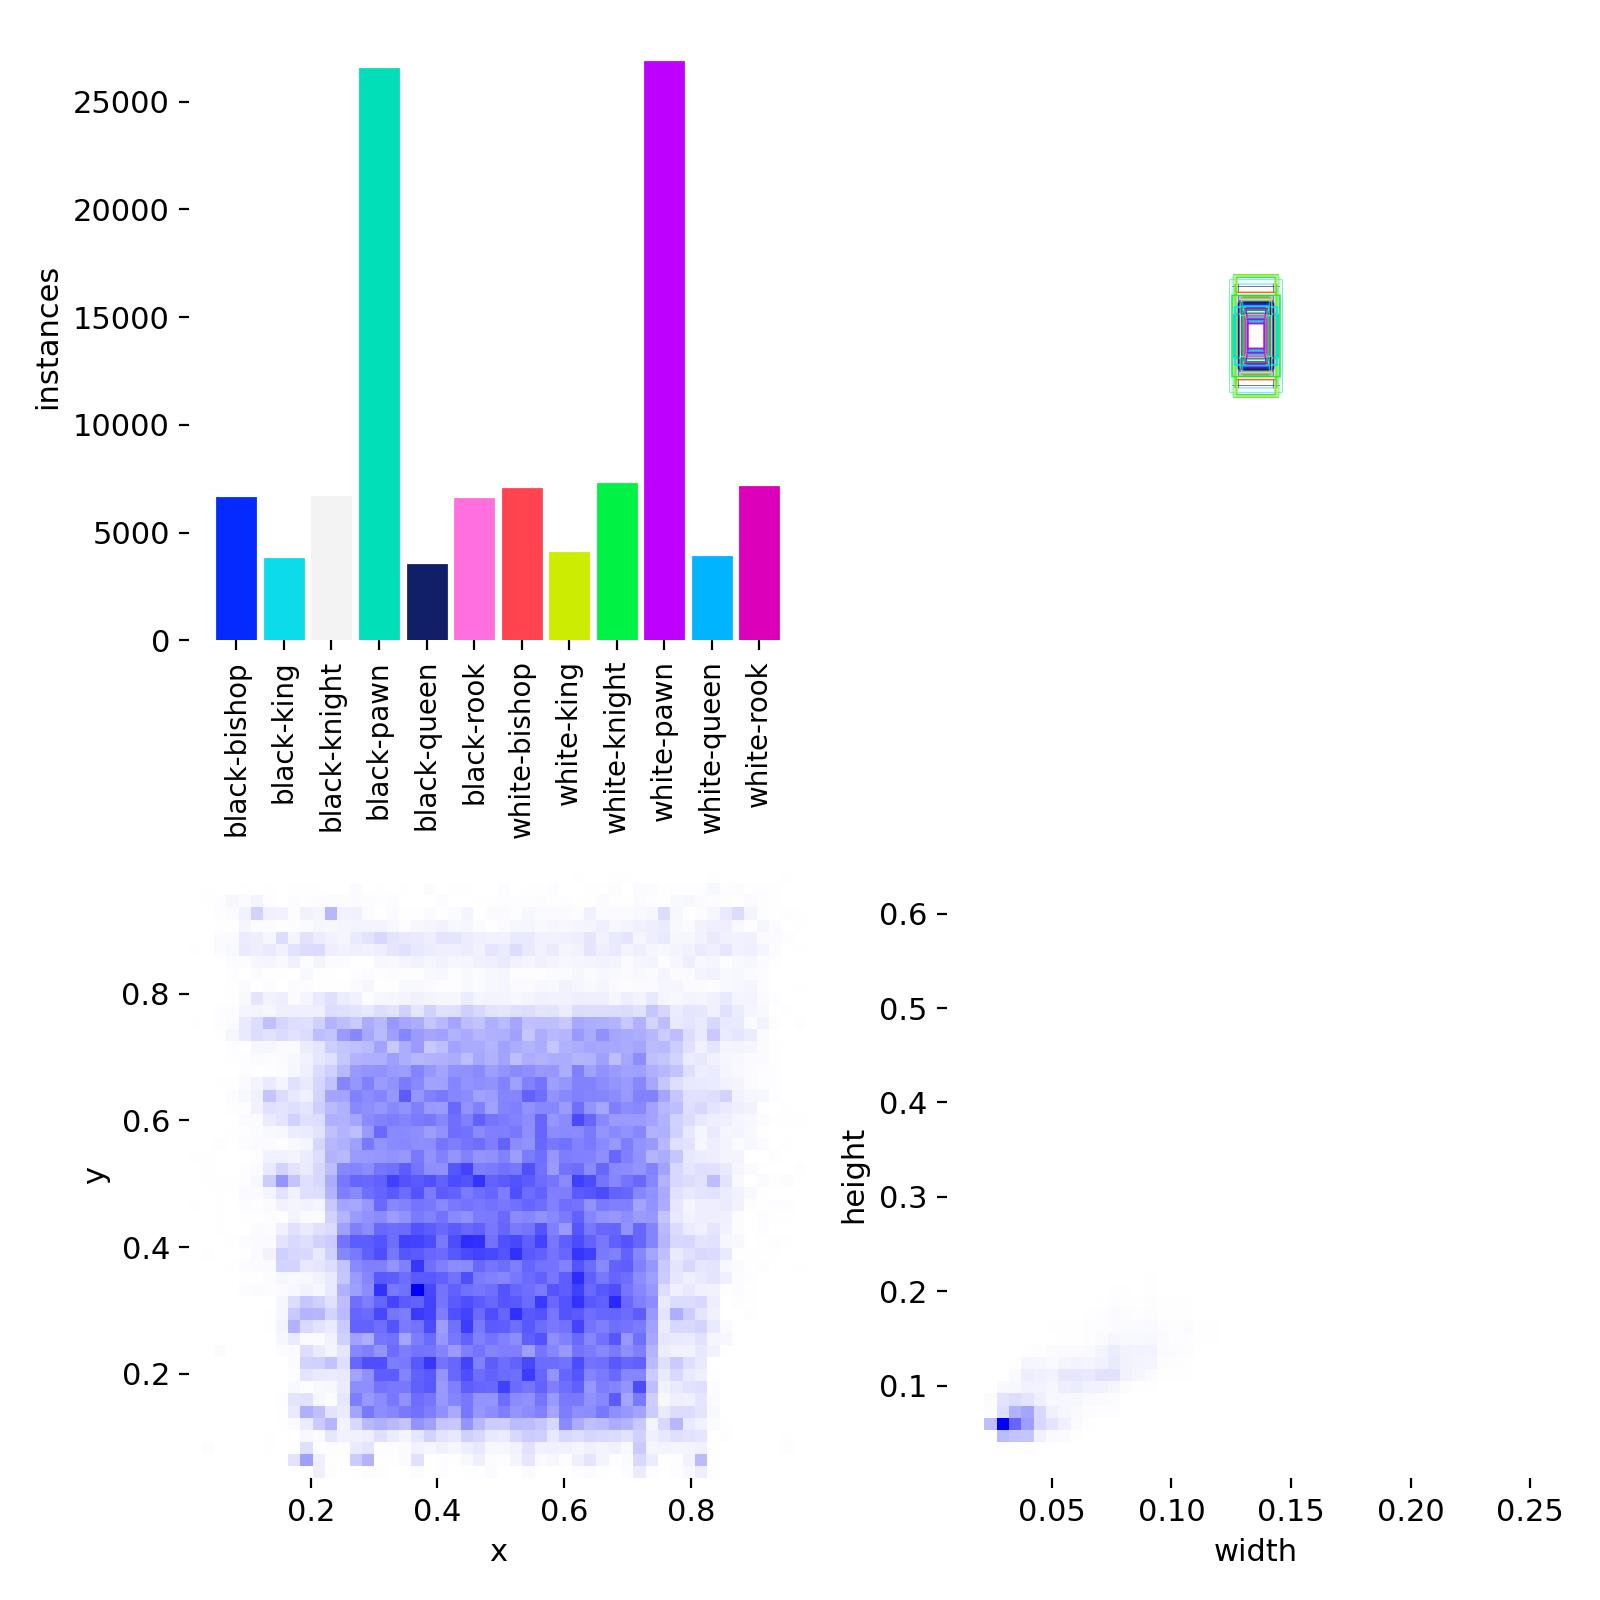 25000
20000
15000
10000
5000
0
instances
black-bishop
black-king
black-knight
black-pawn
black-queen
black-rook
white-bishop
white-king
white-knight
white-pawn
white-queen
white-rook
0.8
0.6
0.4
0.2
y
0.2 0.4 0.6 0.8
x
0.6
0.5
0.4
0.3
0.2
0.1
height
0.05 0.10 0.15 0.20 0.25
width